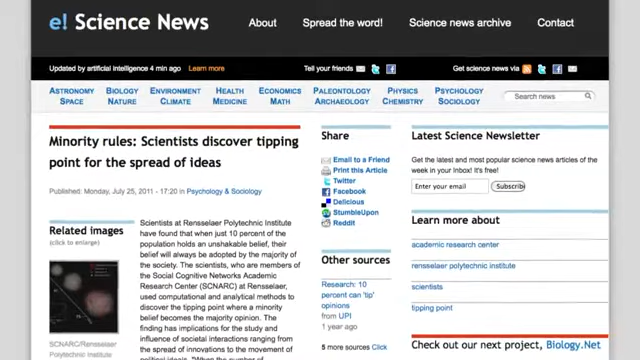 e! Science News
About
Spread the word!
Science news archive
Contact
Updated by artificial intelligence 4 min ago Learn more
Tell your friends
Get science news via
ASTRONOMY
SPACE
BIOLOGY
NATURE
ENVIRONMENT
CLIMATE
HEALTH
MEDICINE
ECONOMICS
MATH
PALEONTOLOGY
ARCHAEOLOGY
PHYSICS
CHEMISTRY
PSYCHOLOGY
SOCIOLOGY
Search news
Minority rules: Scientists discover tipping
point for the spread of ideas
Published: Monday, July 25, 2011 - 17:20 in Psychology & Sociology
Related images
(click to enlarge)
SCNARC/Rensselaer
Polytechnic Institute
Scientists at Rensselaer Polytechnic Institute
have found that when just 10 percent of the
population holds an unshakable belief, their
belief will always be adopted by the majority of
the society. The scientists, who are members of
the Social Cognitive Networks Academic
Research Center (SCNARC) at Rensselaer,
used computational and analytical methods to
discover the tipping point where a minority
belief becomes the majority opinion. The
finding has implications for the study and
influence of societal interactions ranging from
the spread of innovations to the movement of
political ideals. "When the number of
Share
Email to a Friend
Print this Article
Twitter
Facebook
Delicious
StumbleUpon
Reddit
Other sources
Research: 10
percent can 'tip'
opinions
from UPI
1 year ago
5 more sources Click
Latest Science Newsletter
Get the latest and most popular science news articles of the
week in your Inbox! It's free!
Enter your email
Subscrib
Learn more about
academic research center
rensselaer polytechnic institute
scientists
tipping point
Check out our next project, Biology.Net